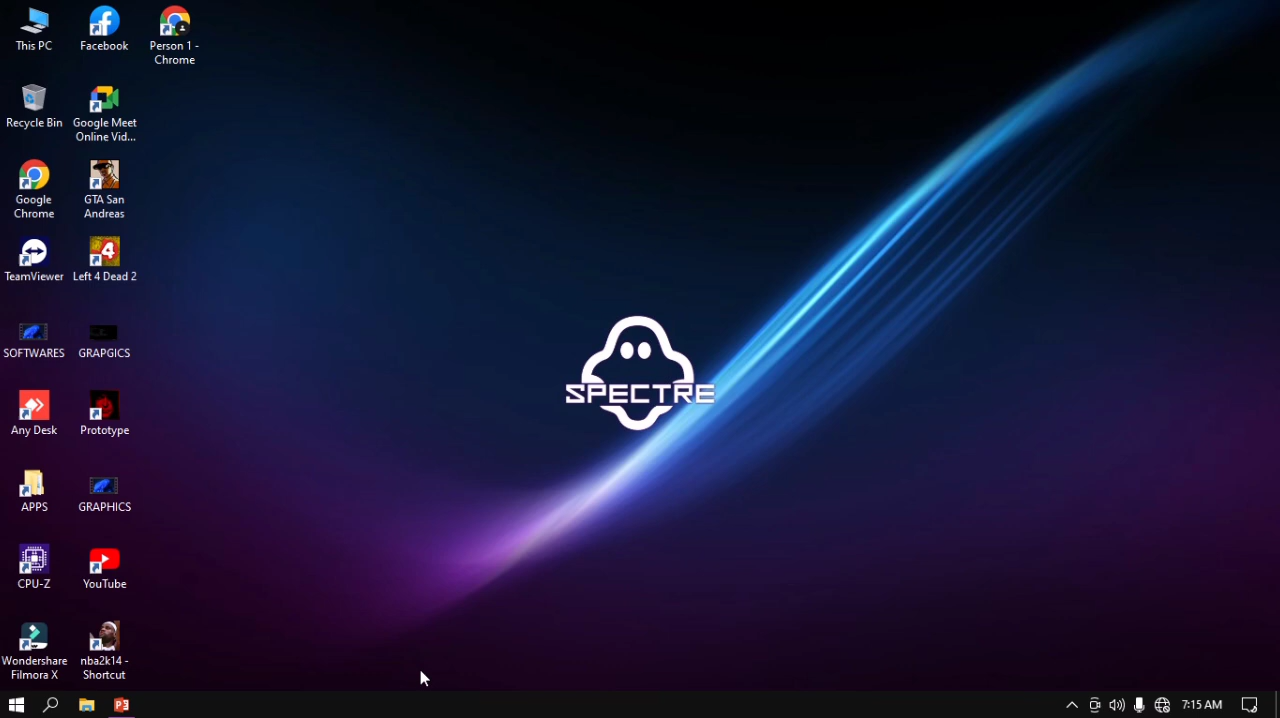 This PC
Facebook
Person 1 -
Chrome
Recycle Bin
Google Meet
Online Vid...
Google
Chrome
GTA San
Andreas
TeamViewer
Left 4 Dead 2
SOFTWARES
GRAPGICS
Any Desk
Prototype
APPS
GRAPHICS
CPU-Z
YouTube
Wondershare
Filmora X
nba2k14 -
Shortcut
SPECTRE
7:15 AM